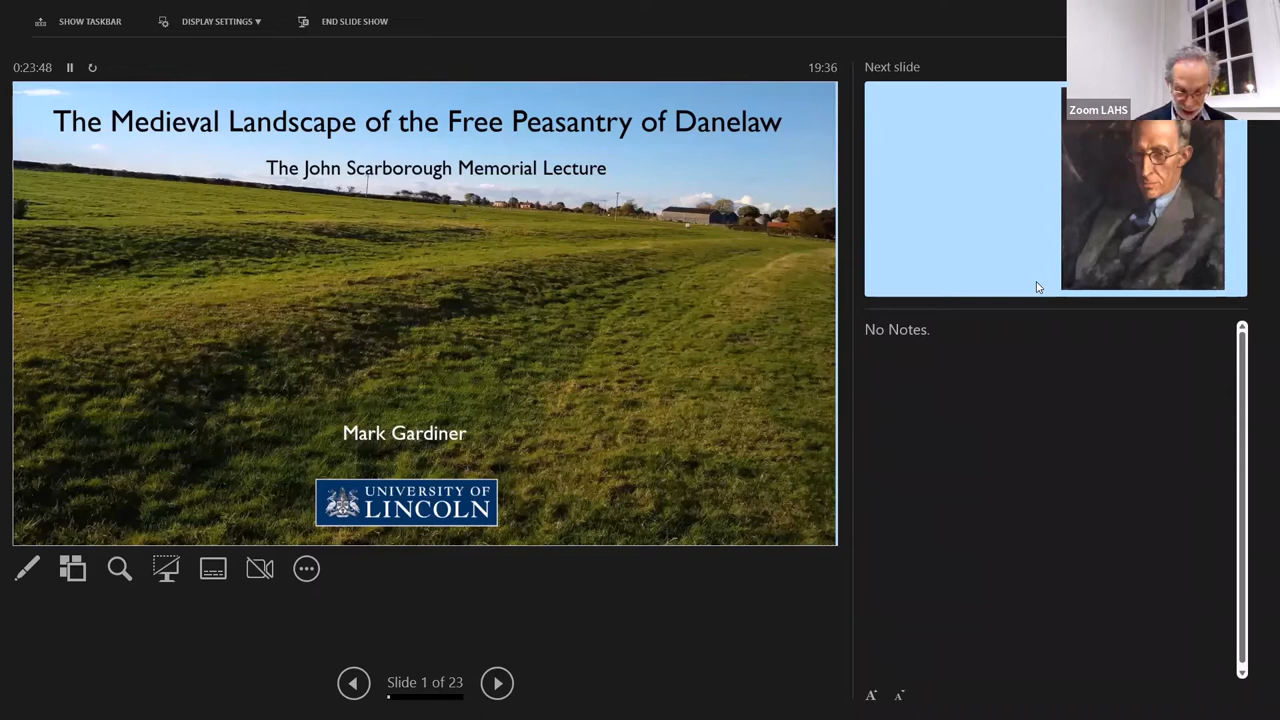 SHOW TASKBAR
DISPLAY SETTINGS ▼
END SLIDE SHOW
0:23:48
19:36
Next slide
Zoom LAHS
The Medieval Landscape of the Free Peasantry of Danelaw
The John Scarborough Memorial Lecture
Mark Gardiner
UNIVERSITY OF
LINCOLN
No Notes.
Slide 1 of 23
A A